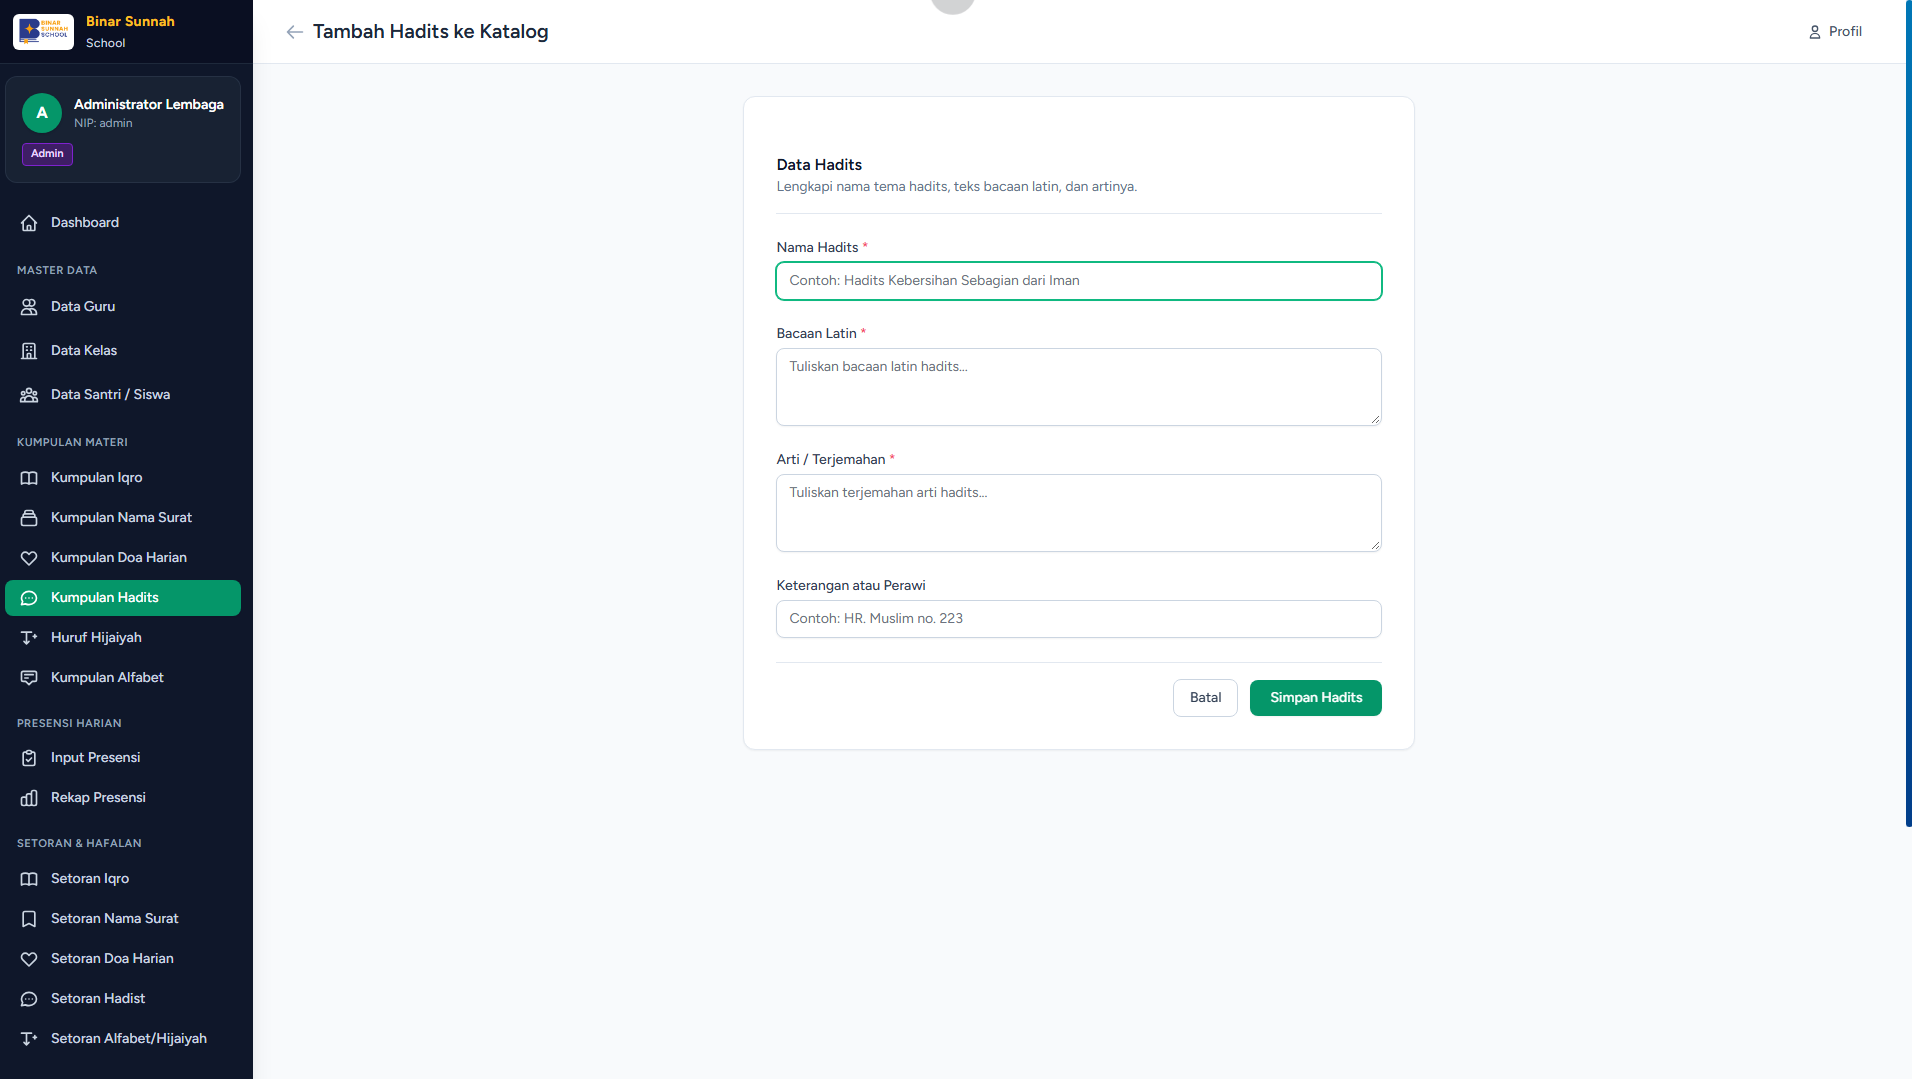 BINAR
SUNNAH
SCHOOL
Binar Sunnah
School
A
Administrator Lembaga
NIP: admin
Admin
Dashboard
MASTER DATA
Data Guru
Data Kelas
Data Santri / Siswa
KUMPULAN MATERI
Kumpulan Iqro
Kumpulan Nama Surat
Kumpulan Doa Harian
Kumpulan Hadits
Huruf Hijaiyah
Kumpulan Alfabet
PRESENSI HARIAN
Input Presensi
Rekap Presensi
SETORAN & HAFALAN
Setoran Iqro
Setoran Nama Surat
Setoran Doa Harian
Setoran Hadist
Setoran Alfabet/Hijaiyah
Tambah Hadits ke Katalog
Profil
Data Hadits
Lengkapi nama tema hadits, teks bacaan latin, dan artinya.
Nama Hadits *
Contoh: Hadits Kebersihan Sebagian dari Iman
Bacaan Latin *
Tuliskan bacaan latin hadits...
Arti / Terjemahan *
Tuliskan terjemahan arti hadits...
Keterangan atau Perawi
Contoh: HR. Muslim no. 223
Batal
Simpan Hadits